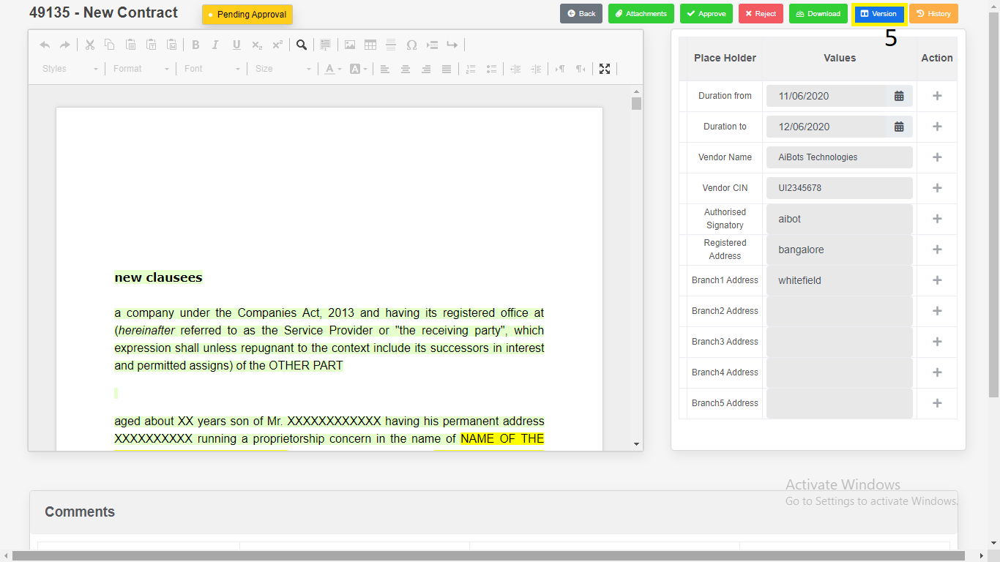 49135 - New Contract
Pending Approval
Back
Attachments
Approve
Reject
Download
Version
History
5
Styles
Format
Font
Size
new clausees
a company under the Companies Act, 2013 and having its registered office at
(hereinafter referred to as the Service Provider or "the receiving party", which
expression shall unless repugnant to the context include its successors in interest
and permitted assigns) of the OTHER PART
aged about XX years son of Mr. XXXXXXXXXXXX having his permanent address
XXXXXXXXXX running a proprietorship concern in the name of NAME OF THE
Place Holder Values Action
Duration from 11/06/2020
Duration to 12/06/2020
Vendor Name AiBots Technologies
Vendor CIN UI2345678
Authorised
Signatory
aibot
Registered
Address
bangalore
Branch1 Address whitefield
Branch2 Address
Branch3 Address
Branch4 Address
Branch5 Address
Activate Windows
Go to Settings to activate Windows.
Comments